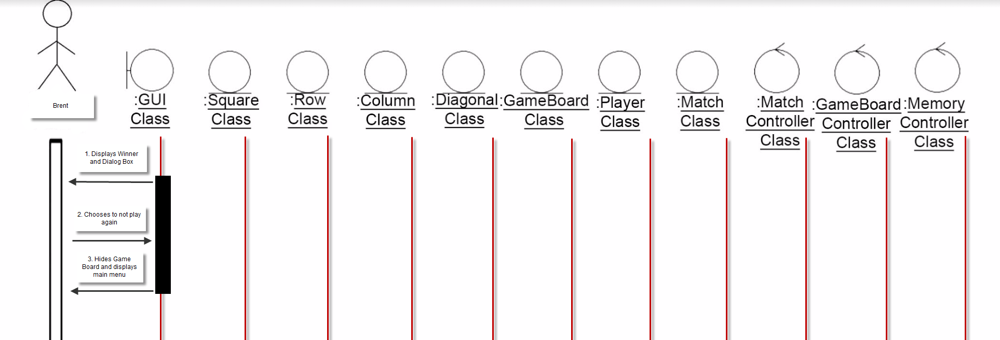 Brent
:GUI
Class
:Square
Class
:Row
Class
:Column
Class
:Diagonal
Class
:GameBoard
Class
:Player
Class
:Match
Class
:Match
Controller
Class
:GameBoard
Controller
Class
:Memory
Controller
Class
1. Displays Winner
and Dialog Box
2. Chooses to not play
again
3. Hides Game
Board and displays
main menu